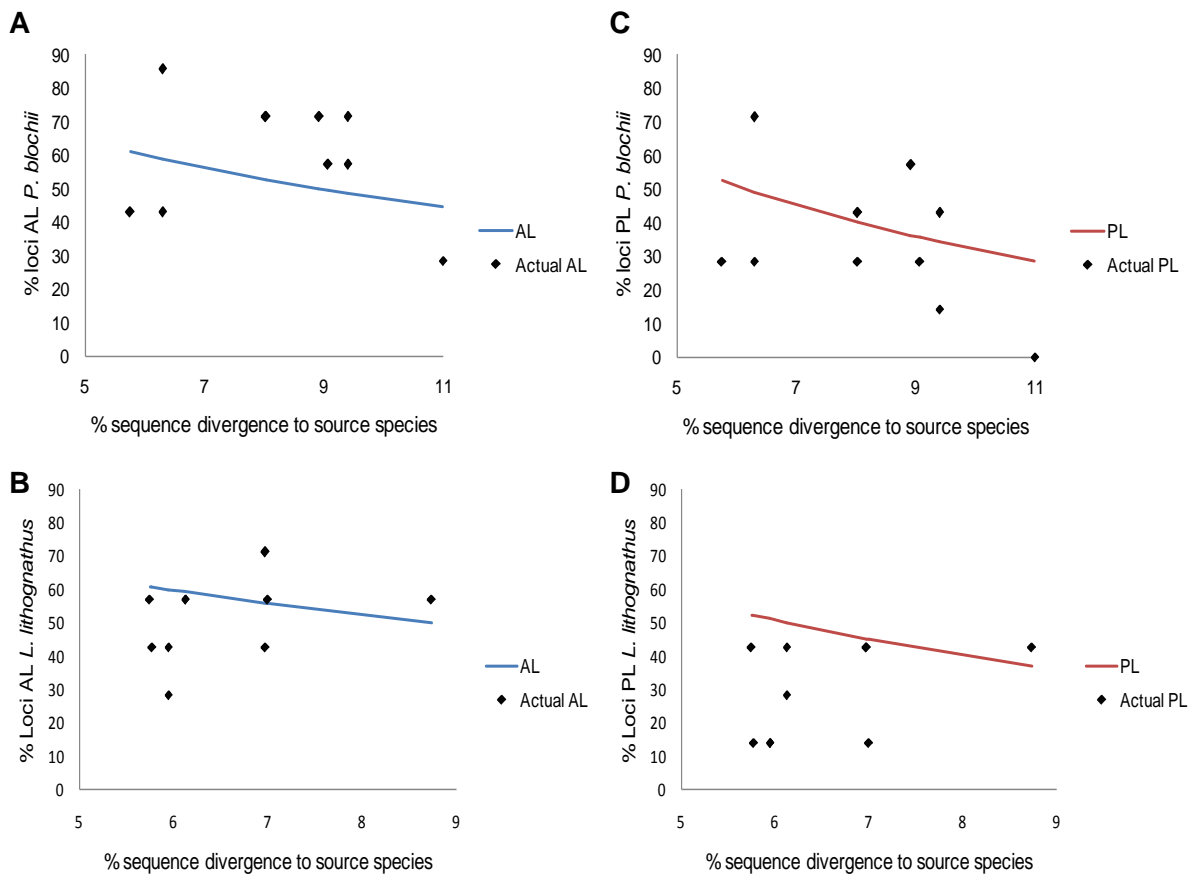 A
90
80
70
60
50
40
30
20
10
0
% loci AL P. blochii
5 7 9 11
% sequence divergence to source species
AL
Actual AL
C
90
80
70
60
50
40
30
20
10
0
% loci PL P. blochii
5 7 9 11
% sequence divergence to source species
PL
Actual PL
B
90
80
70
60
50
40
30
20
10
0
% Loci AL L. lithognathus
5 6 7 8 9
% sequence divergence to source species
AL
Actual AL
D
90
80
70
60
50
40
30
20
10
0
% Loci PL L. lithognathus
5 6 7 8 9
% sequence divergence to source species
PL
Actual PL